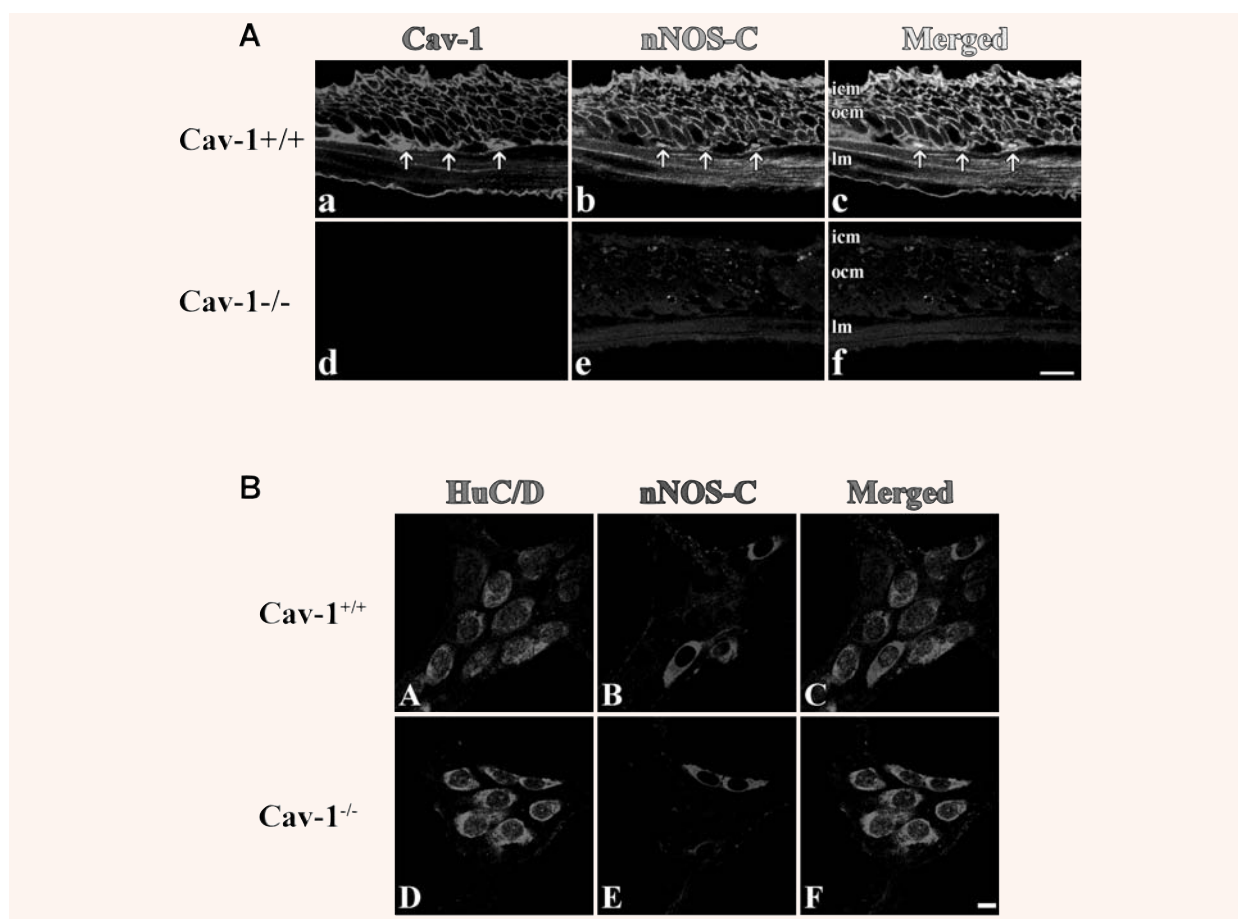 A
Cav-1 nNOS-C Merged
Cav-1+/+
icm
ocm
lm
a b c
Cav-1-/-
icm
ocm
lm
d e f
B
HuC/D nNOS-C Merged
Cav-1+/+
A B C
Cav-1-/-
D E F